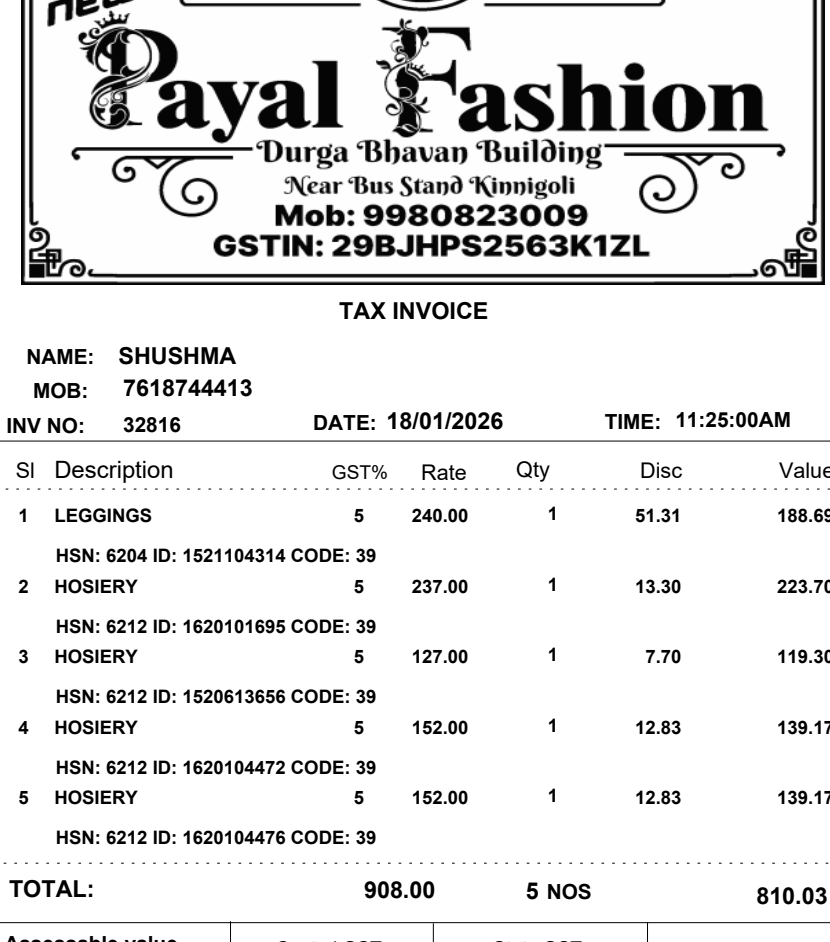 new
Payal Fashion
Durga Bhavan Building
Near Bus Stand Kinnigoli
Mob: 9980823009
GSTIN: 29BJHPS2563K1ZL
TAX INVOICE
NAME: SHUSHMA
MOB: 7618744413
INV NO: 32816 DATE: 18/01/2026 TIME: 11:25:00AM
Sl Description GST% Rate Qty Disc Value
1 LEGGINGS 5 240.00 1 51.31 188.69
HSN: 6204 ID: 1521104314 CODE: 39
2 HOSIERY 5 237.00 1 13.30 223.70
HSN: 6212 ID: 1620101695 CODE: 39
3 HOSIERY 5 127.00 1 7.70 119.30
HSN: 6212 ID: 1520613656 CODE: 39
4 HOSIERY 5 152.00 1 12.83 139.17
HSN: 6212 ID: 1620104472 CODE: 39
5 HOSIERY 5 152.00 1 12.83 139.17
HSN: 6212 ID: 1620104476 CODE: 39
TOTAL: 908.00 5 NOS 810.03